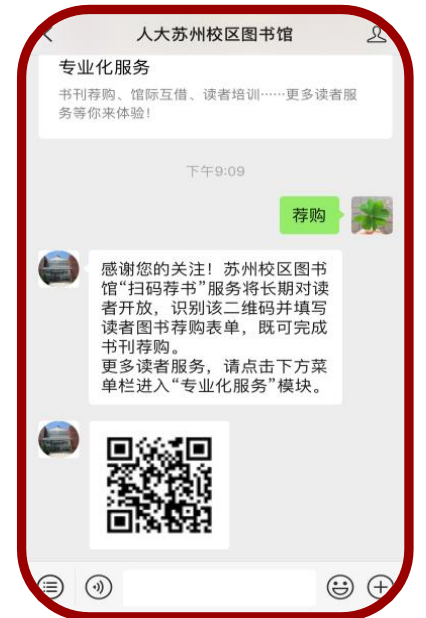 人大苏州校区图书馆
专业化服务
书刊荐购、馆际互借、读者培训……更多读者服
务等你来体验！
下午9:09
荐购
感谢您的关注！苏州校区图书
馆“扫码荐书”服务将长期对读
者开放，识别该二维码并填写
读者图书荐购表单，既可完成
书刊荐购。
更多读者服务，请点击下方菜
单栏进入“专业化服务”模块。